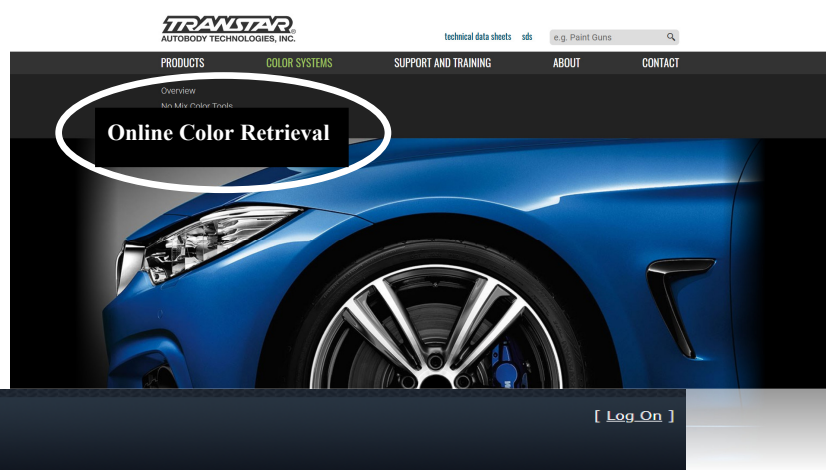 TRANSTAR®
AUTOBODY TECHNOLOGIES, INC.
technical data sheets sds e.g. Paint Guns
PRODUCTS COLOR SYSTEMS SUPPORT AND TRAINING ABOUT CONTACT
Overview
No Mix Color Tools
Online Color Retrieval
[ Log On ]